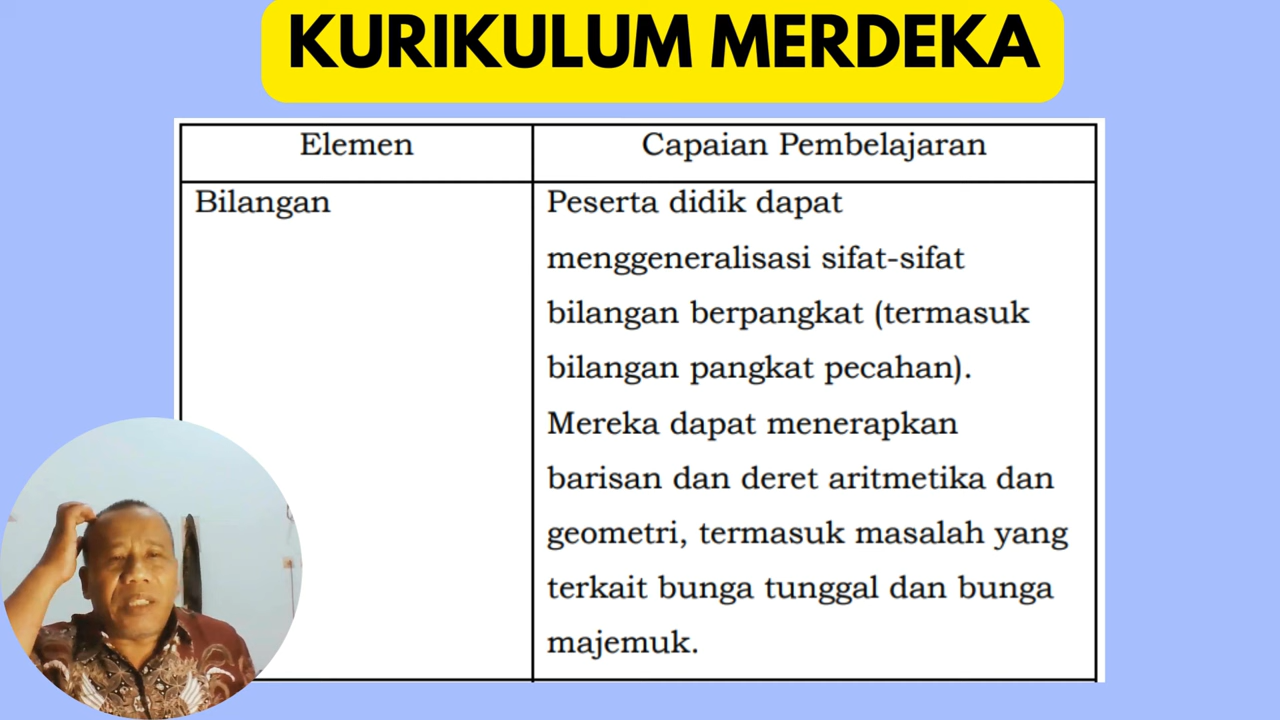 KURIKULUM MERDEKA
Elemen
Capaian Pembelajaran
Bilangan
Peserta didik dapat
menggeneralisasi sifat-sifat
bilangan berpangkat (termasuk
bilangan pangkat pecahan).
Mereka dapat menerapkan
barisan dan deret aritmetika dan
geometri, termasuk masalah yang
terkait bunga tunggal dan bunga
majemuk.